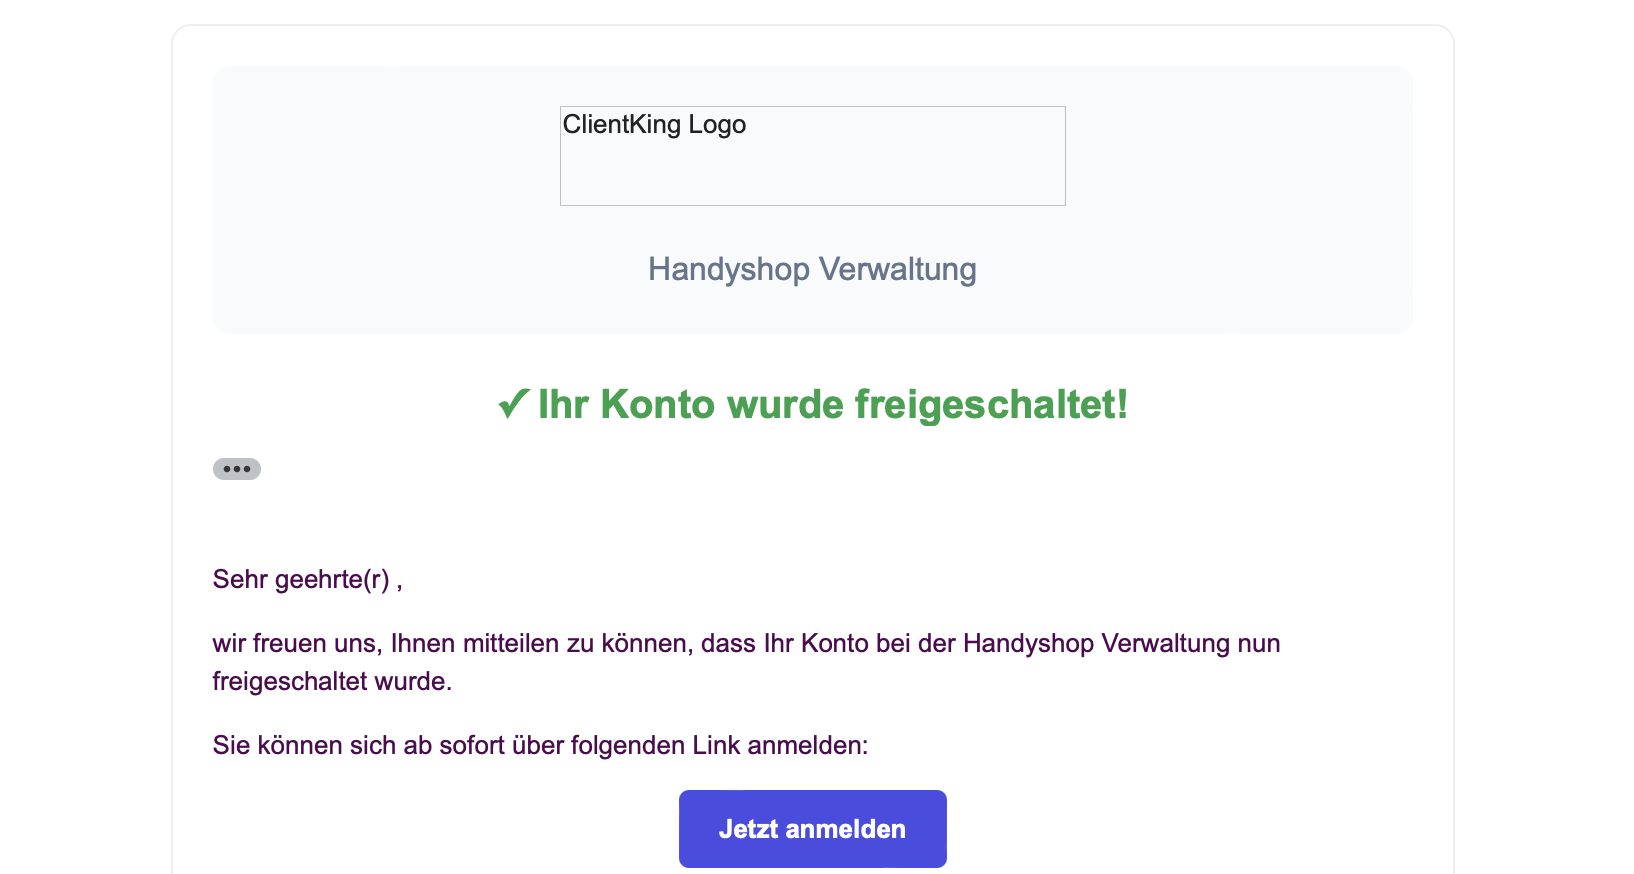 ClientKing Logo
Handyshop Verwaltung
✔ Ihr Konto wurde freigeschaltet!
•••
Sehr geehrte(r) ,
wir freuen uns, Ihnen mitteilen zu können, dass Ihr Konto bei der Handyshop Verwaltung nun
freigeschaltet wurde.
Sie können sich ab sofort über folgenden Link anmelden:
Jetzt anmelden